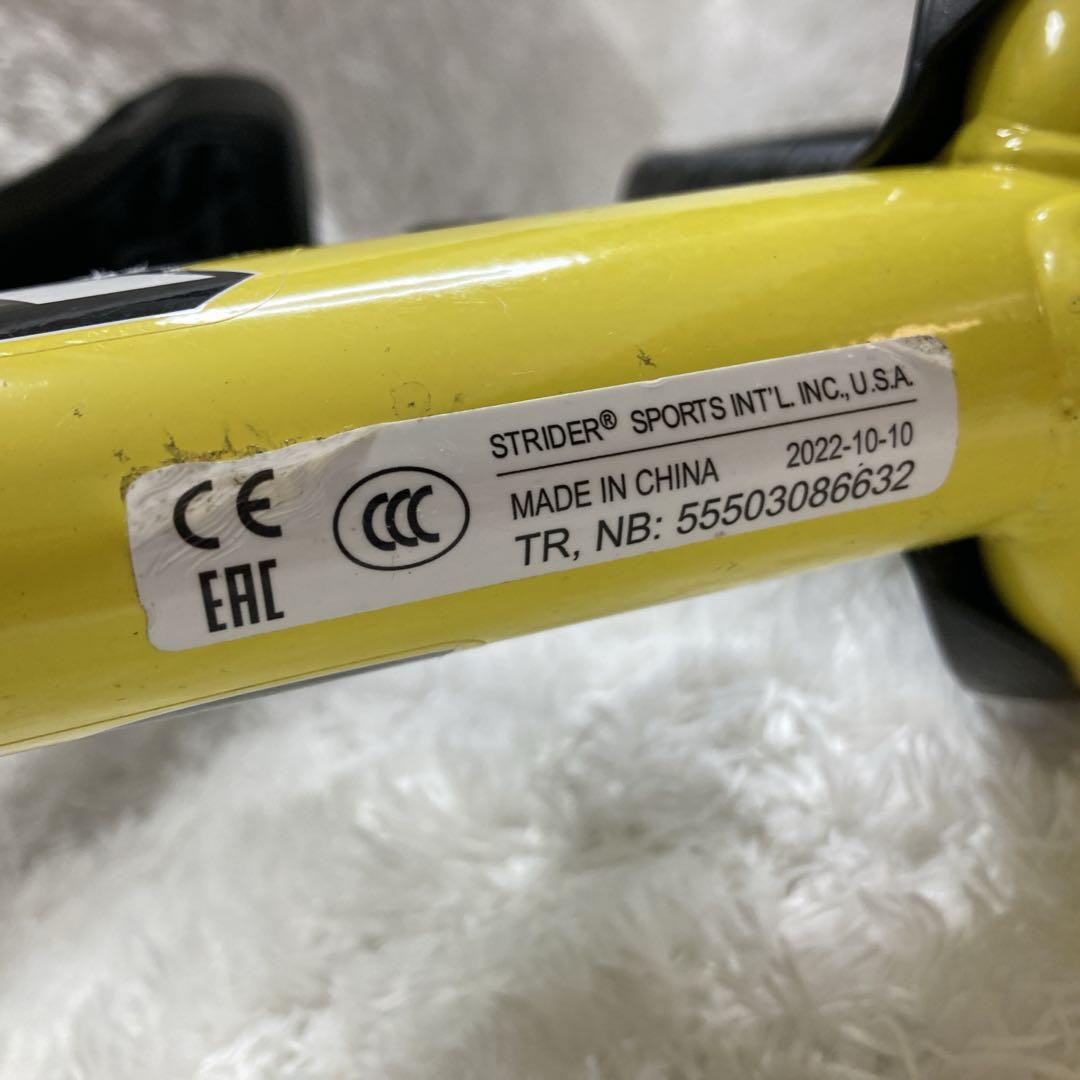 STRIDER® SPORTS INT'L. INC., U.S.A.
MADE IN CHINA 2022-10-10
TR, NB: 55503086632
CE
CCC
EAC